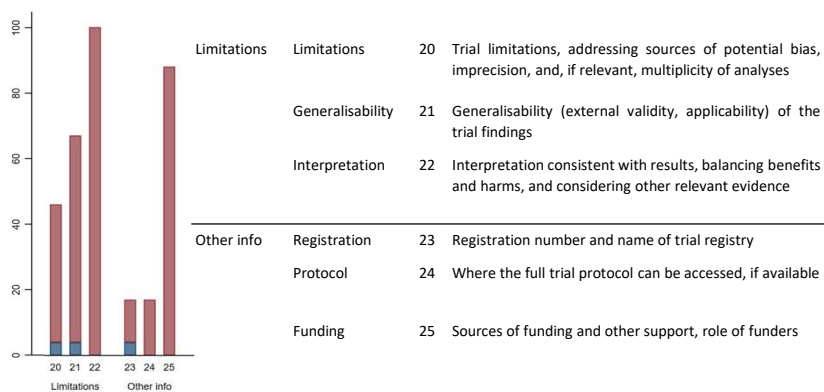 100
80
60
40
20
0
20 21 22 23 24 25
Limitations Other info
Limitations Limitations 20 Trial limitations, addressing sources of potential bias,
imprecision, and, if relevant, multiplicity of analyses
Generalisability 21 Generalisability (external validity, applicability) of the
trial findings
Interpretation 22 Interpretation consistent with results, balancing benefits
and harms, and considering other relevant evidence
Other info Registration 23 Registration number and name of trial registry
Protocol 24 Where the full trial protocol can be accessed, if available
Funding 25 Sources of funding and other support, role of funders